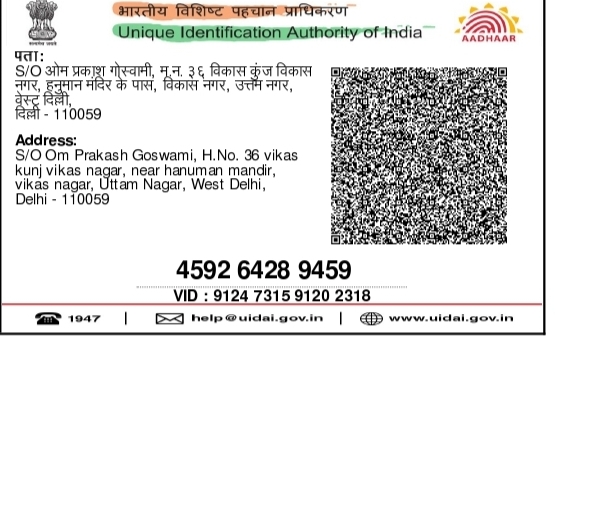 भारतीय विशिष्ट पहचान प्राधिकरण
Unique Identification Authority of India
सत्यमेव जयते
AADHAAR
पता:
S/O ओम प्रकाश गोस्वामी, म.न. ३६ विकास कुंज विकास
नगर, हनुमान मंदिर के पास, विकास नगर, उत्तम नगर,
वेस्ट दिल्ली,
दिल्ली - 110059
Address:
S/O Om Prakash Goswami, H.No. 36 vikas
kunj vikas nagar, near hanuman mandir,
vikas nagar, Uttam Nagar, West Delhi,
Delhi - 110059
4592 6428 9459
VID : 9124 7315 9120 2318
1947 | help@uidai.gov.in | www.uidai.gov.in